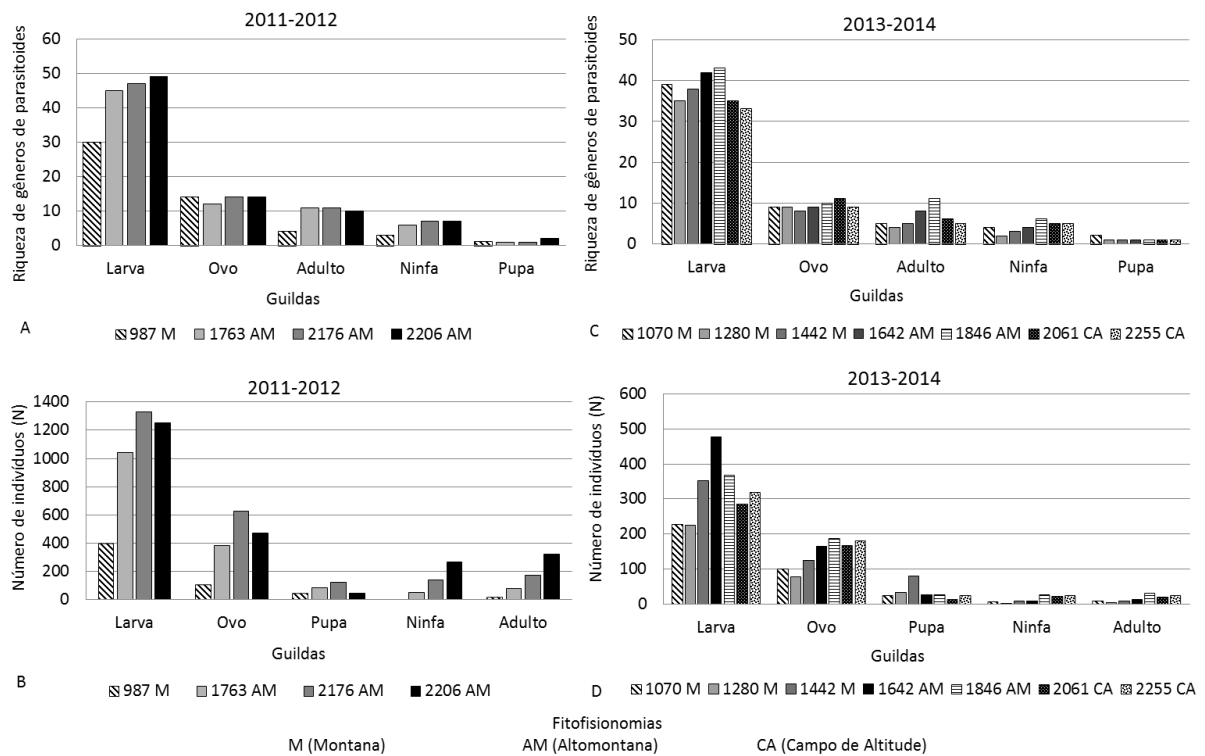 2011-2012
Riqueza de gêneros de parasitoides
60
50
40
30
20
10
0
Larva Ovo Adulto Ninfa Pupa
Guildas
A
987 M 1763 AM 2176 AM 2206 AM
2013-2014
Riqueza de gêneros de parasitoides
50
40
30
20
10
0
Larva Ovo Adulto Ninfa Pupa
Guildas
C
1070 M 1280 M 1442 M 1642 AM 1846 AM 2061 CA 2255 CA
2011-2012
Número de indivíduos (N)
1400
1200
1000
800
600
400
200
0
Larva Ovo Pupa Ninfa Adulto
Guildas
B
987 M 1763 AM 2176 AM 2206 AM
2013-2014
Número de indivíduos (N)
600
500
400
300
200
100
0
Larva Ovo Pupa Ninfa Adulto
Guildas
D
1070 M 1280 M 1442 M 1642 AM 1846 AM 2061 CA 2255 CA
Fitofisionomias
M (Montana) AM (Altomontana) CA (Campo de Altitude)